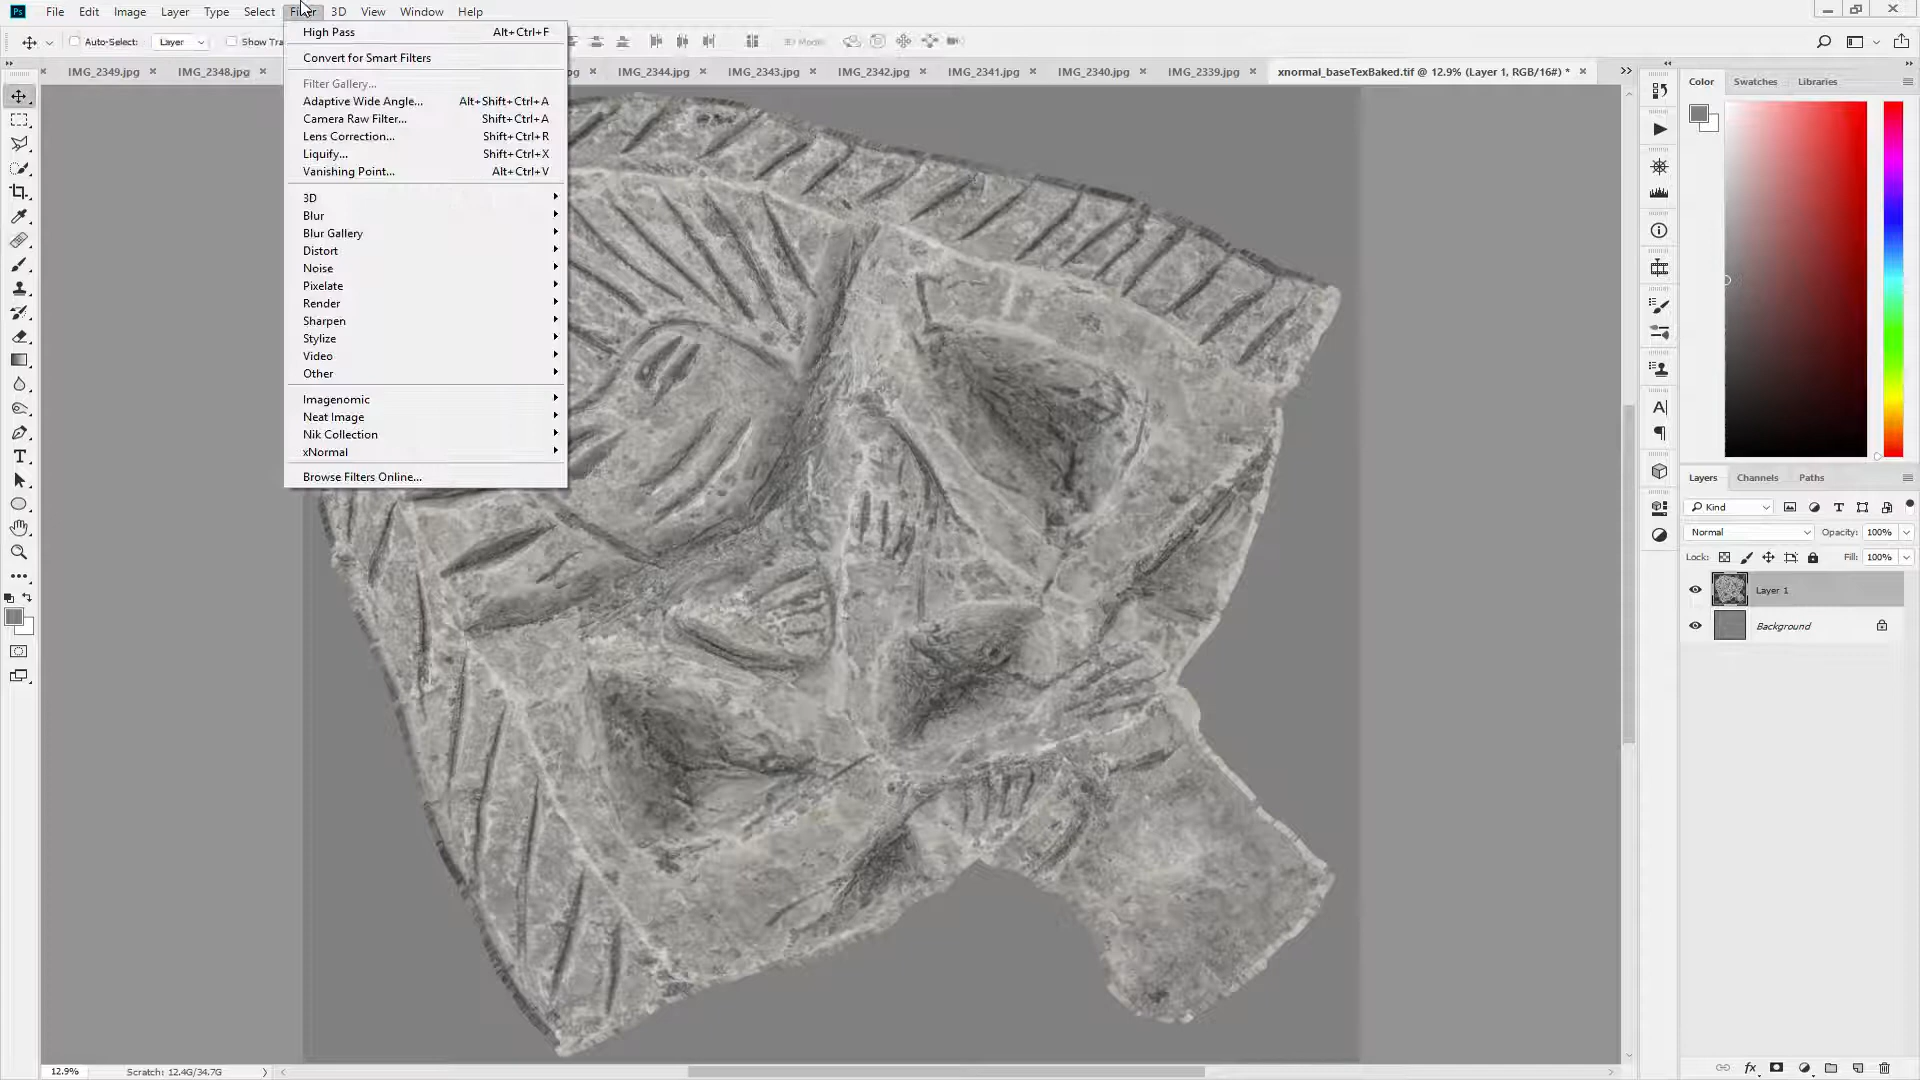 Ps File Edit Image Layer Type Select Filter 3D View Window Help
Auto-Select: Layer Show Tra
IMG_2349.jpg IMG_2348.jpg pg IMG_2344.jpg IMG_2343.jpg IMG_2342.jpg IMG_2341.jpg IMG_2340.jpg IMG_2339.jpg xnormal_baseTexBaked.tif @ 12.9% (Layer 1, RGB/16#) *
High Pass Alt+Ctrl+F
Convert for Smart Filters
Filter Gallery...
Adaptive Wide Angle... Alt+Shift+Ctrl+A
Camera Raw Filter... Shift+Ctrl+A
Lens Correction... Shift+Ctrl+R
Liquify... Shift+Ctrl+X
Vanishing Point... Alt+Ctrl+V
3D
Blur
Blur Gallery
Distort
Noise
Pixelate
Render
Sharpen
Stylize
Video
Other
Imagenomic
Neat Image
Nik Collection
xNormal
Browse Filters Online...
Color Swatches Libraries
Layers Channels Paths
Kind
Normal Opacity: 100%
Lock: Fill: 100%
Layer 1
Background
12.9% Scratch: 12.4G/34.7G